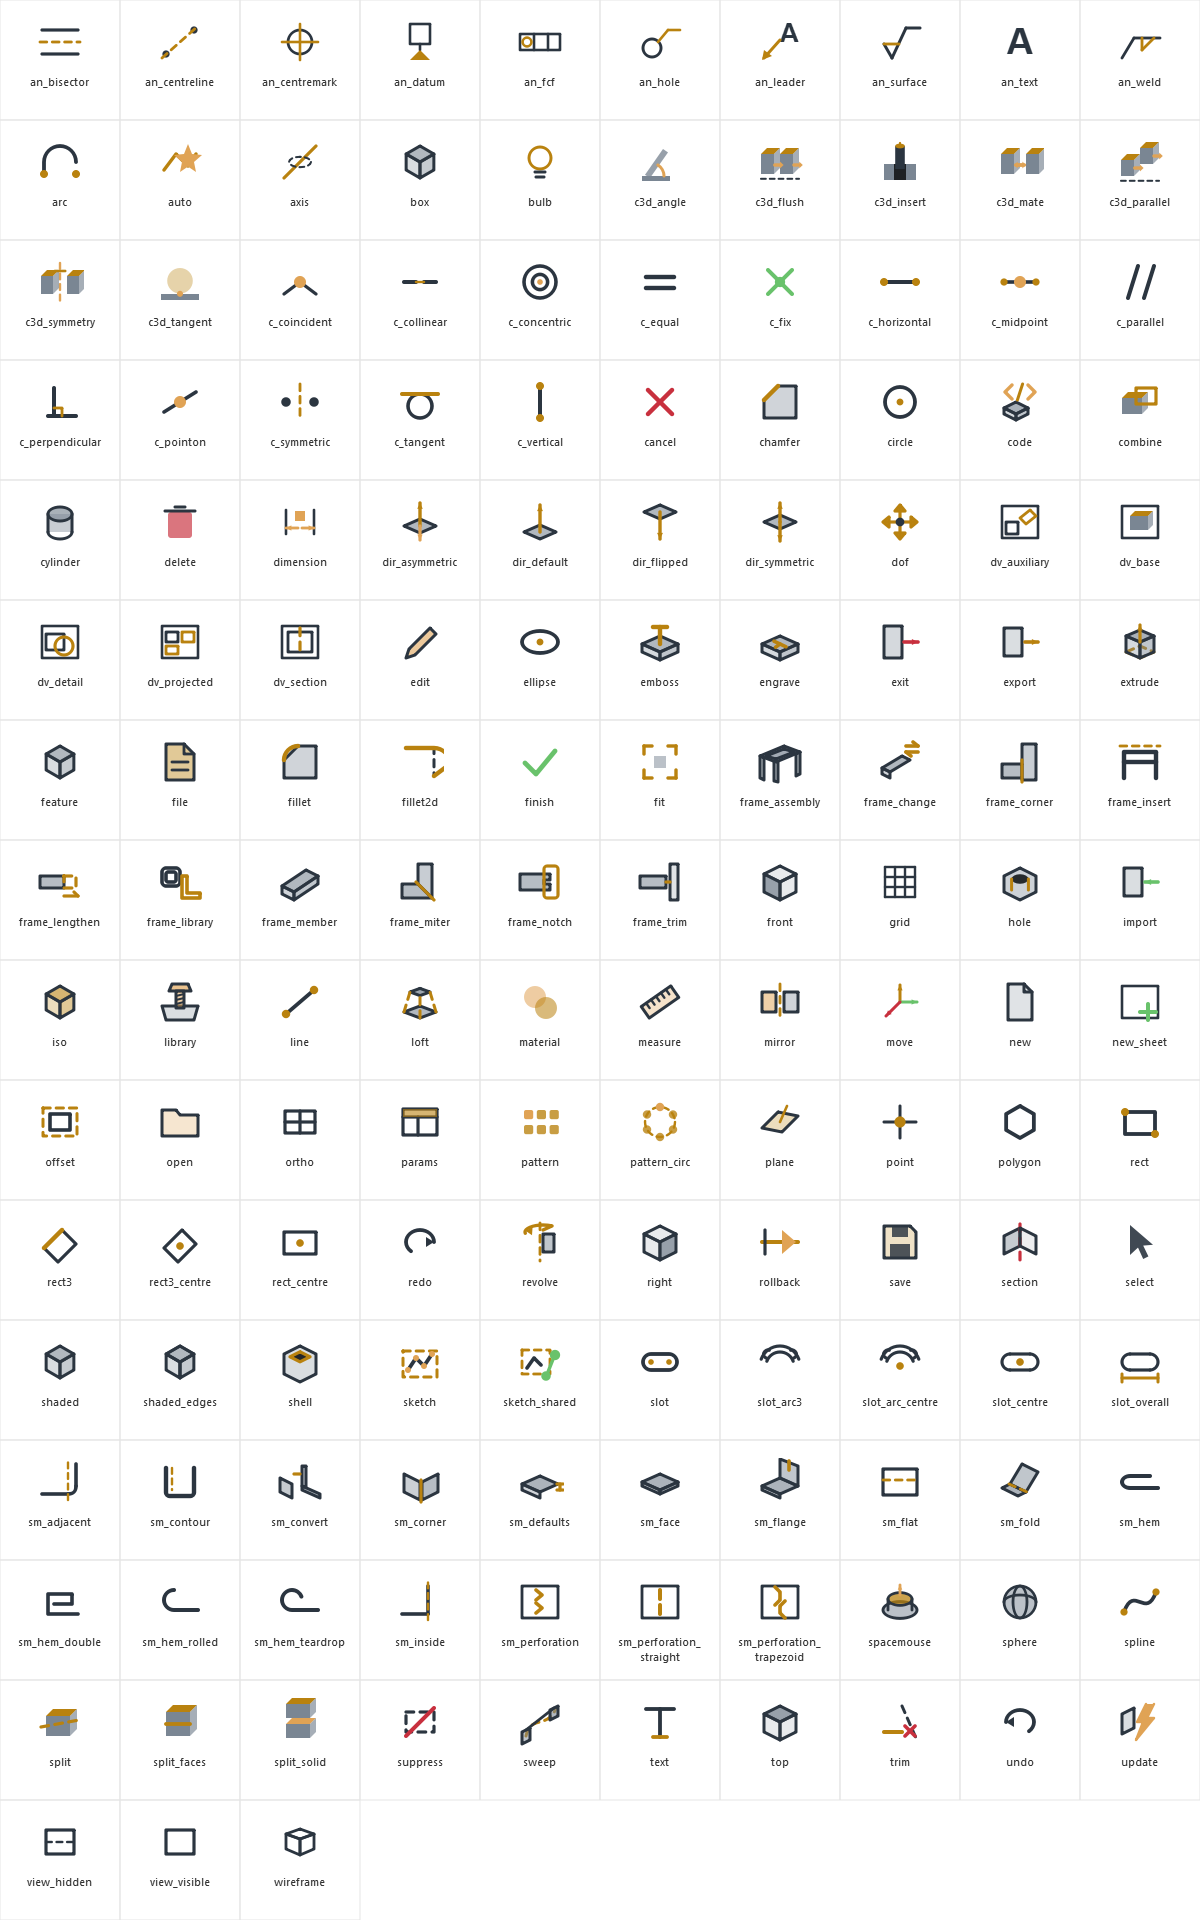 an_bisector an_centreline an_centremark an_datum an_fcf an_hole an_leader an_surface an_text an_weld
arc auto axis box bulb c3d_angle c3d_flush c3d_insert c3d_mate c3d_parallel
c3d_symmetry c3d_tangent c_coincident c_collinear c_concentric c_equal c_fix c_horizontal c_midpoint c_parallel
c_perpendicular c_pointon c_symmetric c_tangent c_vertical cancel chamfer circle code combine
cylinder delete dimension dir_asymmetric dir_default dir_flipped dir_symmetric dof dv_auxiliary dv_base
dv_detail dv_projected dv_section edit ellipse emboss engrave exit export extrude
feature file fillet fillet2d finish fit frame_assembly frame_change frame_corner frame_insert
frame_lengthen frame_library frame_member frame_miter frame_notch frame_trim front grid hole import
iso library line loft material measure mirror move new new_sheet
offset open ortho params pattern pattern_circ plane point polygon rect
rect3 rect3_centre rect_centre redo revolve right rollback save section select
shaded shaded_edges shell sketch sketch_shared slot slot_arc3 slot_arc_centre slot_centre slot_overall
sm_adjacent sm_contour sm_convert sm_corner sm_defaults sm_face sm_flange sm_flat sm_fold sm_hem
sm_hem_double sm_hem_rolled sm_hem_teardrop sm_inside sm_perforation sm_perforation_ sm_perforation_ spacemouse sphere spline
straight trapezoid
split split_faces split_solid suppress sweep text top trim undo update
view_hidden view_visible wireframe